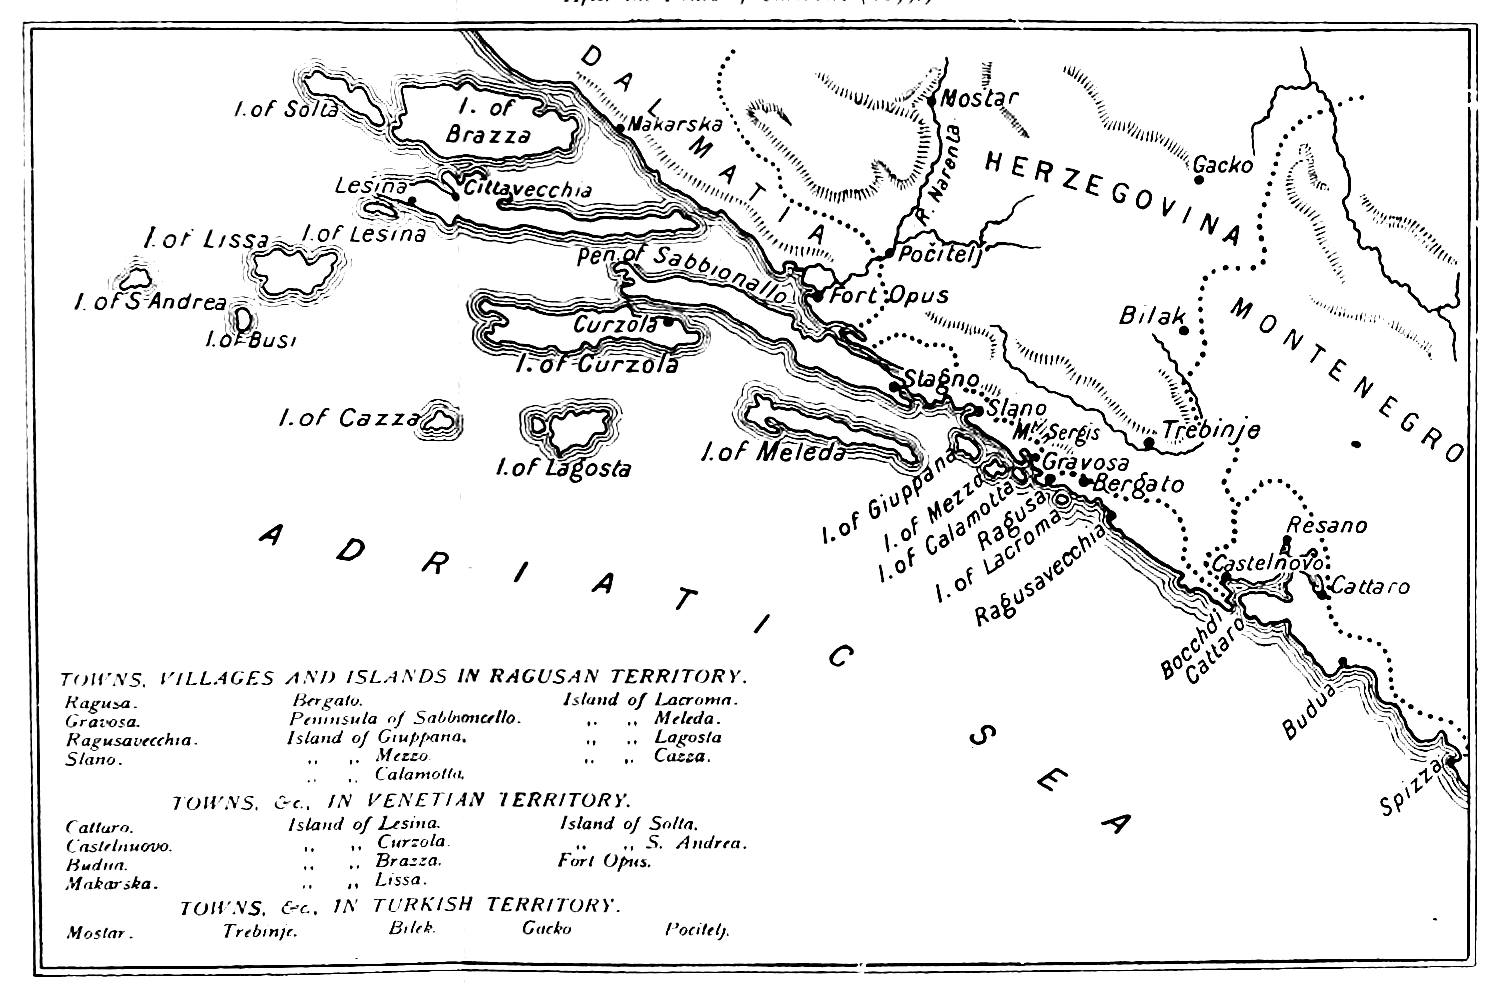 DALMATIA
I. of Solta
I. of
Brazza
Makarska
Mostar
R. Narenta
HERZEGOVINA
Gacko
Lesina
Cittavecchia
I. of Lesina
I. of Lissa
I. of S Andrea
I. of Busi
Pen. of Sabbionallo
Počitelj
Fort Opus
Bilak
MONTENEGRO
Curzola
I. of Curzola
Stagno
Slano
Mt. Sergis
Trebinje
I. of Cazza
I. of Lagosta
I. of Meleda
Gravosa
Bergato
I. of Giuppana
I. of Mezzo
I. of Calamotta
Ragusa
I. of Lacroma
Ragusavecchia
Resano
Castelnovo
Cattaro
Bocchdi
Cattaro
Budua
Spizza
ADRIATIC SEA
TOWNS, VILLAGES AND ISLANDS IN RAGUSAN TERRITORY.
Ragusa. Bergato. Island of Lacroma.
Gravosa. Peninsula of Sabbioncello. ,, ,, Meleda.
Ragusavecchia. Island of Giuppana. ,, ,, Lagosta
Slano. ,, ,, Mezzo ,, ,, Cazza.
,, ,, Calamotta.
TOWNS, &c., IN VENETIAN TERRITORY.
Cattaro. Island of Lesina. Island of Solta.
Castelnuovo. ,, ,, Curzola. ,, ,, S. Andrea.
Budua. ,, ,, Brazza. Fort Opus.
Makarska. ,, ,, Lissa.
TOWNS, &c., IN TURKISH TERRITORY.
Mostar. Trebinje. Bilek. Gacko Pocitelj.